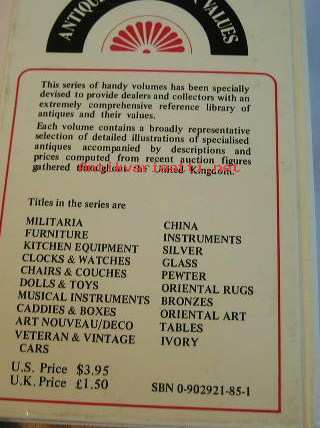 ANTIQUES VALUES
This series of handy volumes has been specially
devised to provide dealers and collectors with an
extremely comprehensive reference library of
antiques and their values.
Each volume contains a broadly representative
selection of detailed illustrations of specialised
antiques accompanied by descriptions and
prices computed from recent auction figures
gathered throughout the United Kingdom.
Titles in the series are
MILITARIA
FURNITURE
KITCHEN EQUIPMENT
CLOCKS & WATCHES
CHAIRS & COUCHES
DOLLS & TOYS
MUSICAL INSTRUMENTS
CADDIES & BOXES
ART NOUVEAU/DECO
VETERAN & VINTAGE
CARS
CHINA
INSTRUMENTS
SILVER
GLASS
PEWTER
ORIENTAL RUGS
BRONZES
ORIENTAL ART
TABLES
IVORY
U.S. Price $3.95
U.K. Price £1.50
SBN 0-902921-85-1